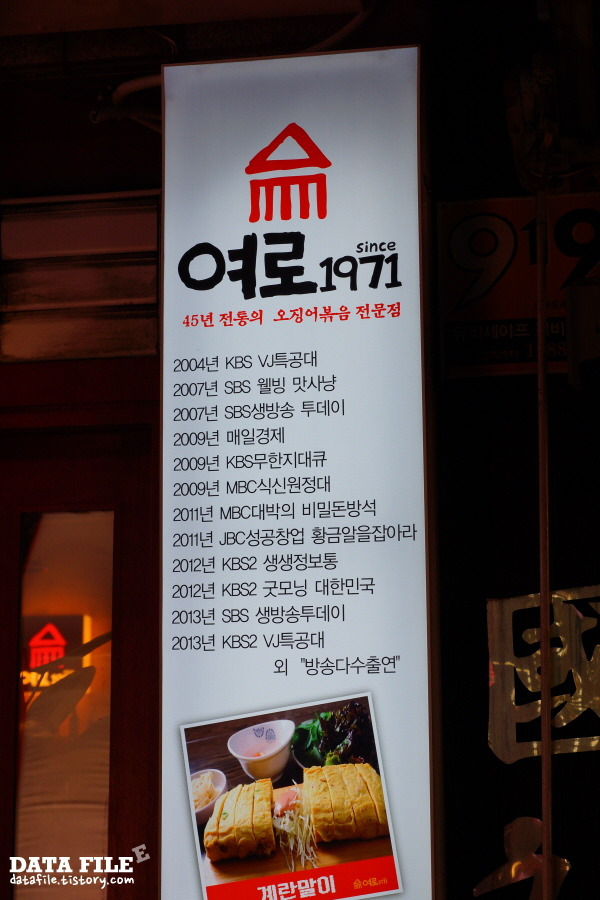 since
여로1971
45년 전통의 오징어볶음 전문점
2004년 KBS VJ특공대
2007년 SBS 웰빙 맛사냥
2007년 SBS생방송 투데이
2009년 매일경제
2009년 KBS무한지대큐
2009년 MBC식신원정대
2011년 MBC대박의 비밀돈방석
2011년 JBC성공창업 황금알을잡아라
2012년 KBS2 생생정보통
2012년 KBS2 굿모닝 대한민국
2013년 SBS 생방송투데이
2013년 KBS2 VJ특공대
외 "방송다수출연"
계란말이
여로
DATA FILE
datafile.tistory.com